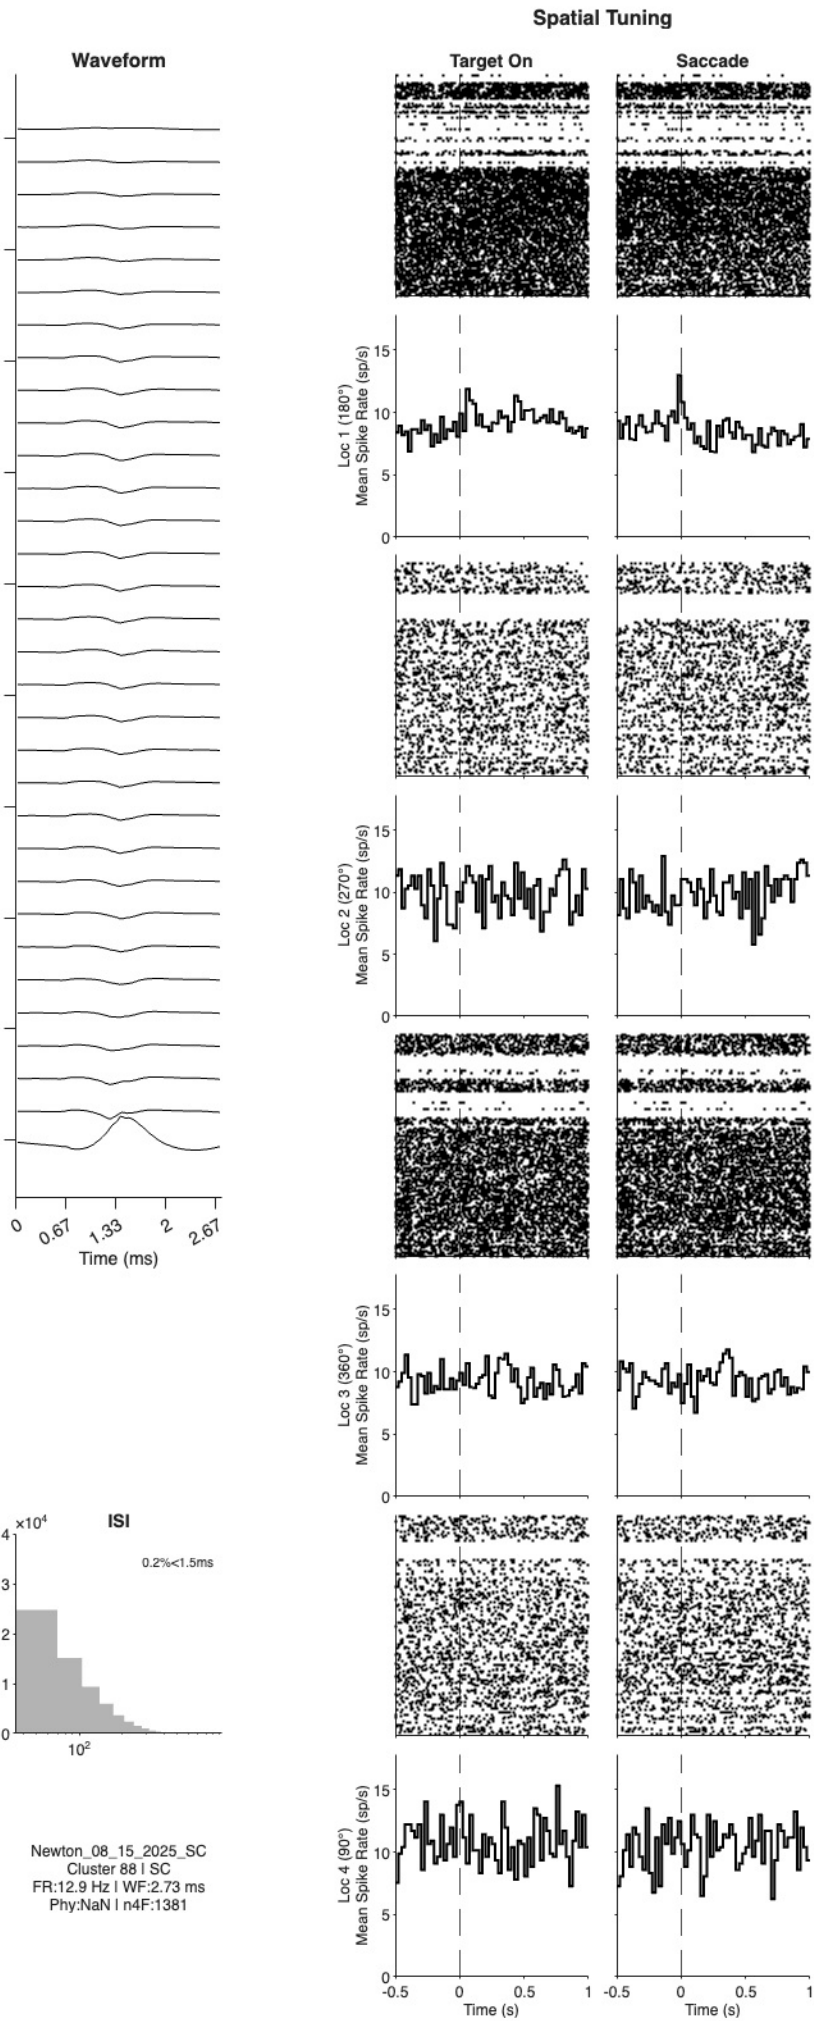 Spatial Tuning
Waveform
Target On
Saccade
15
10
5
0
Loc 1 (180°)
Mean Spike Rate (sp/s)
15
10
5
0
Loc 2 (270°)
Mean Spike Rate (sp/s)
0
0.67
1.33
2
2.67
Time (ms)
15
10
5
0
Loc 3 (360°)
Mean Spike Rate (sp/s)
ISI
×10⁴
4
3
2
1
0
0.2%<1.5ms
10²
Newton_08_15_2025_SC
Cluster 88 | SC
FR:12.9 Hz | WF:2.73 ms
Phy:NaN | n4F:1381
15
10
5
0
Loc 4 (90°)
Mean Spike Rate (sp/s)
-0.5 0 0.5 1
Time (s)
-0.5 0 0.5 1
Time (s)